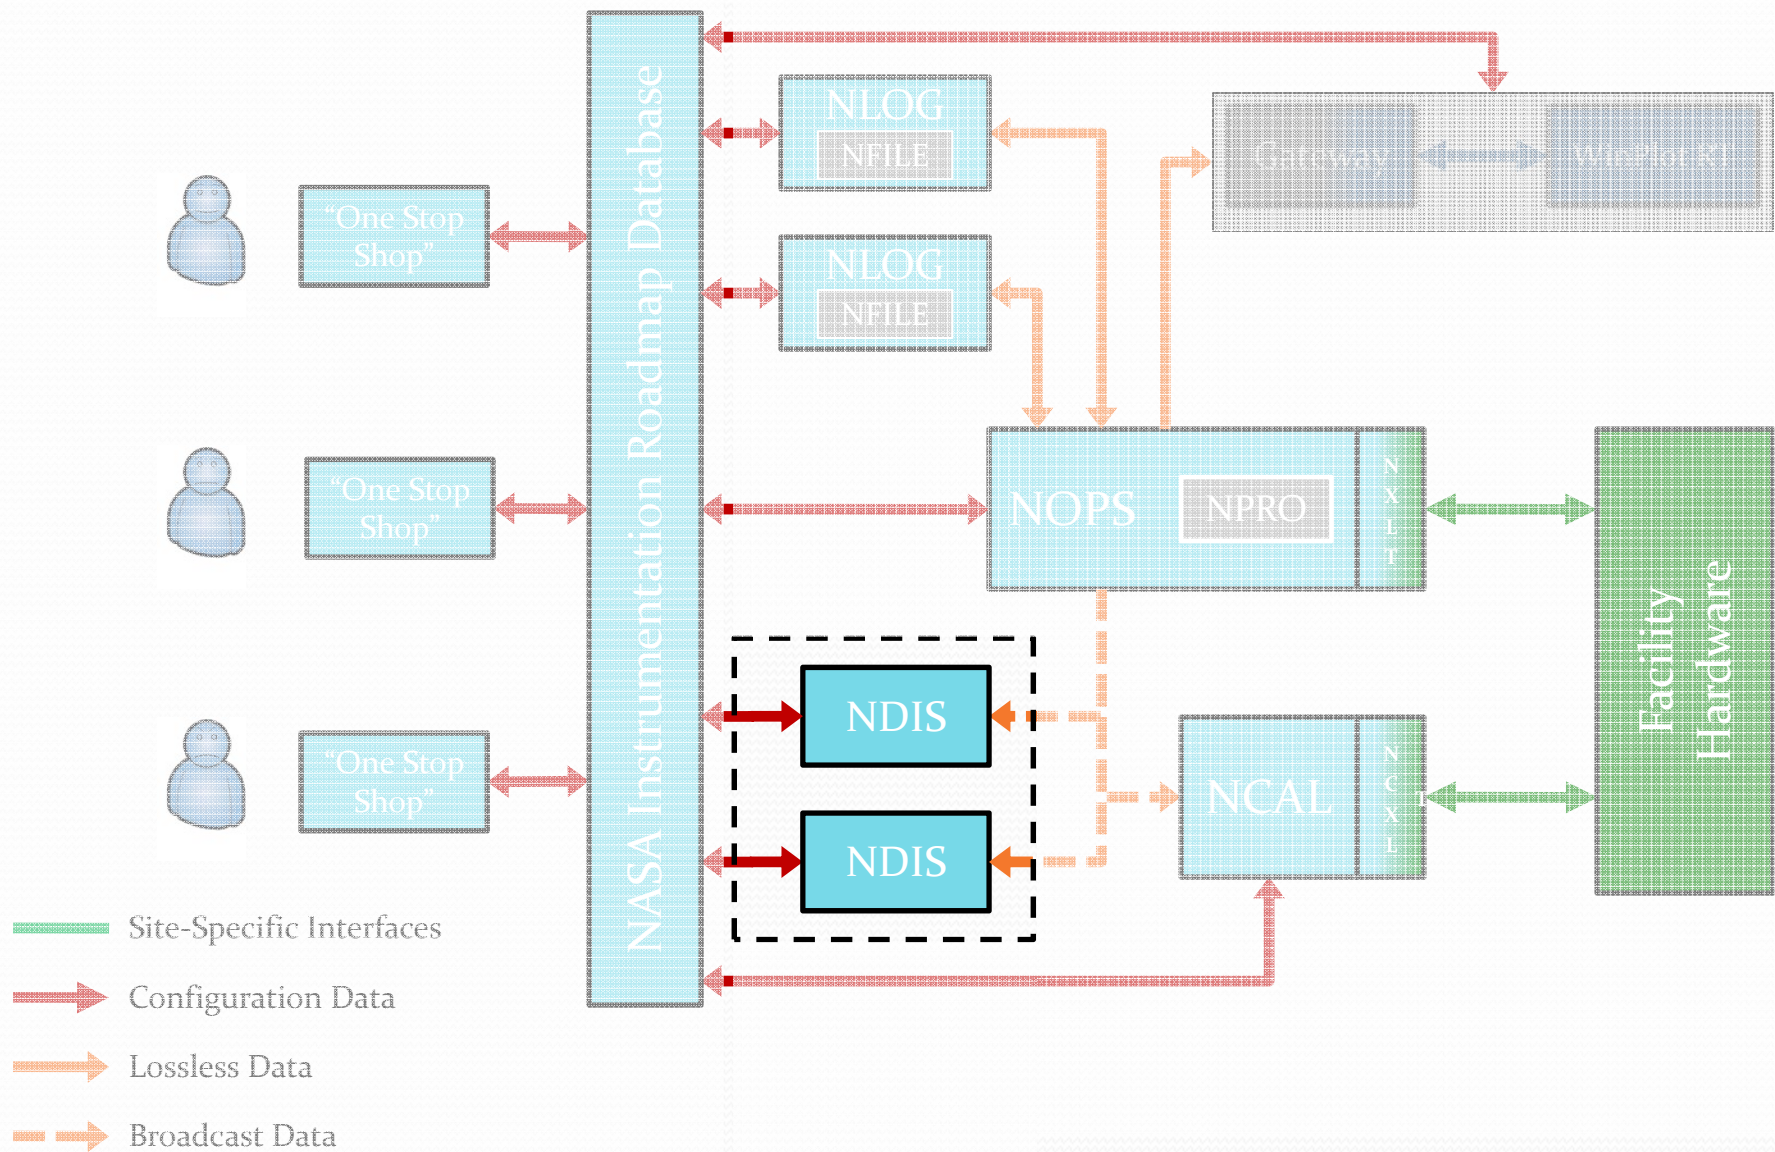 NASA Instrumentation Roadmap Database
NLOG
NFILE
Gateway
WinPlotRT
"One Stop
Shop"
NLOG
NFILE
"One Stop
Shop"
NOPS
NPRO
N
X
L
T
Facility
Hardware
NDIS
"One Stop
Shop"
NCAL
N
C
X
L
T
NDIS
Site-Specific Interfaces
Configuration Data
Lossless Data
Broadcast Data